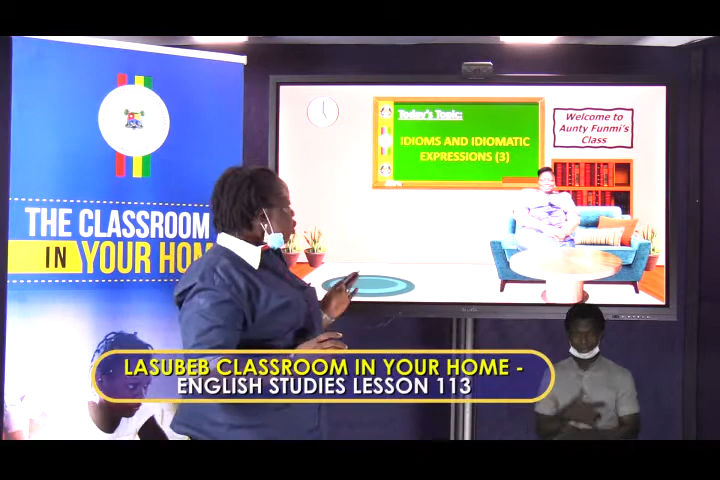 Today's Topic:
IDIOMS AND IDIOMATIC
EXPRESSIONS (3)
Welcome to
Aunty Funmi's
Class
THE CLASSROOM
IN YOUR HOM
LASUBEB CLASSROOM IN YOUR HOME -
ENGLISH STUDIES LESSON 113